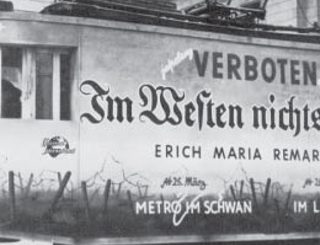 VERBOTEN
Im Westen nichts
ERICH MARIA REMAR
Ab 25. März
METRO IM SCHWAN
IM L